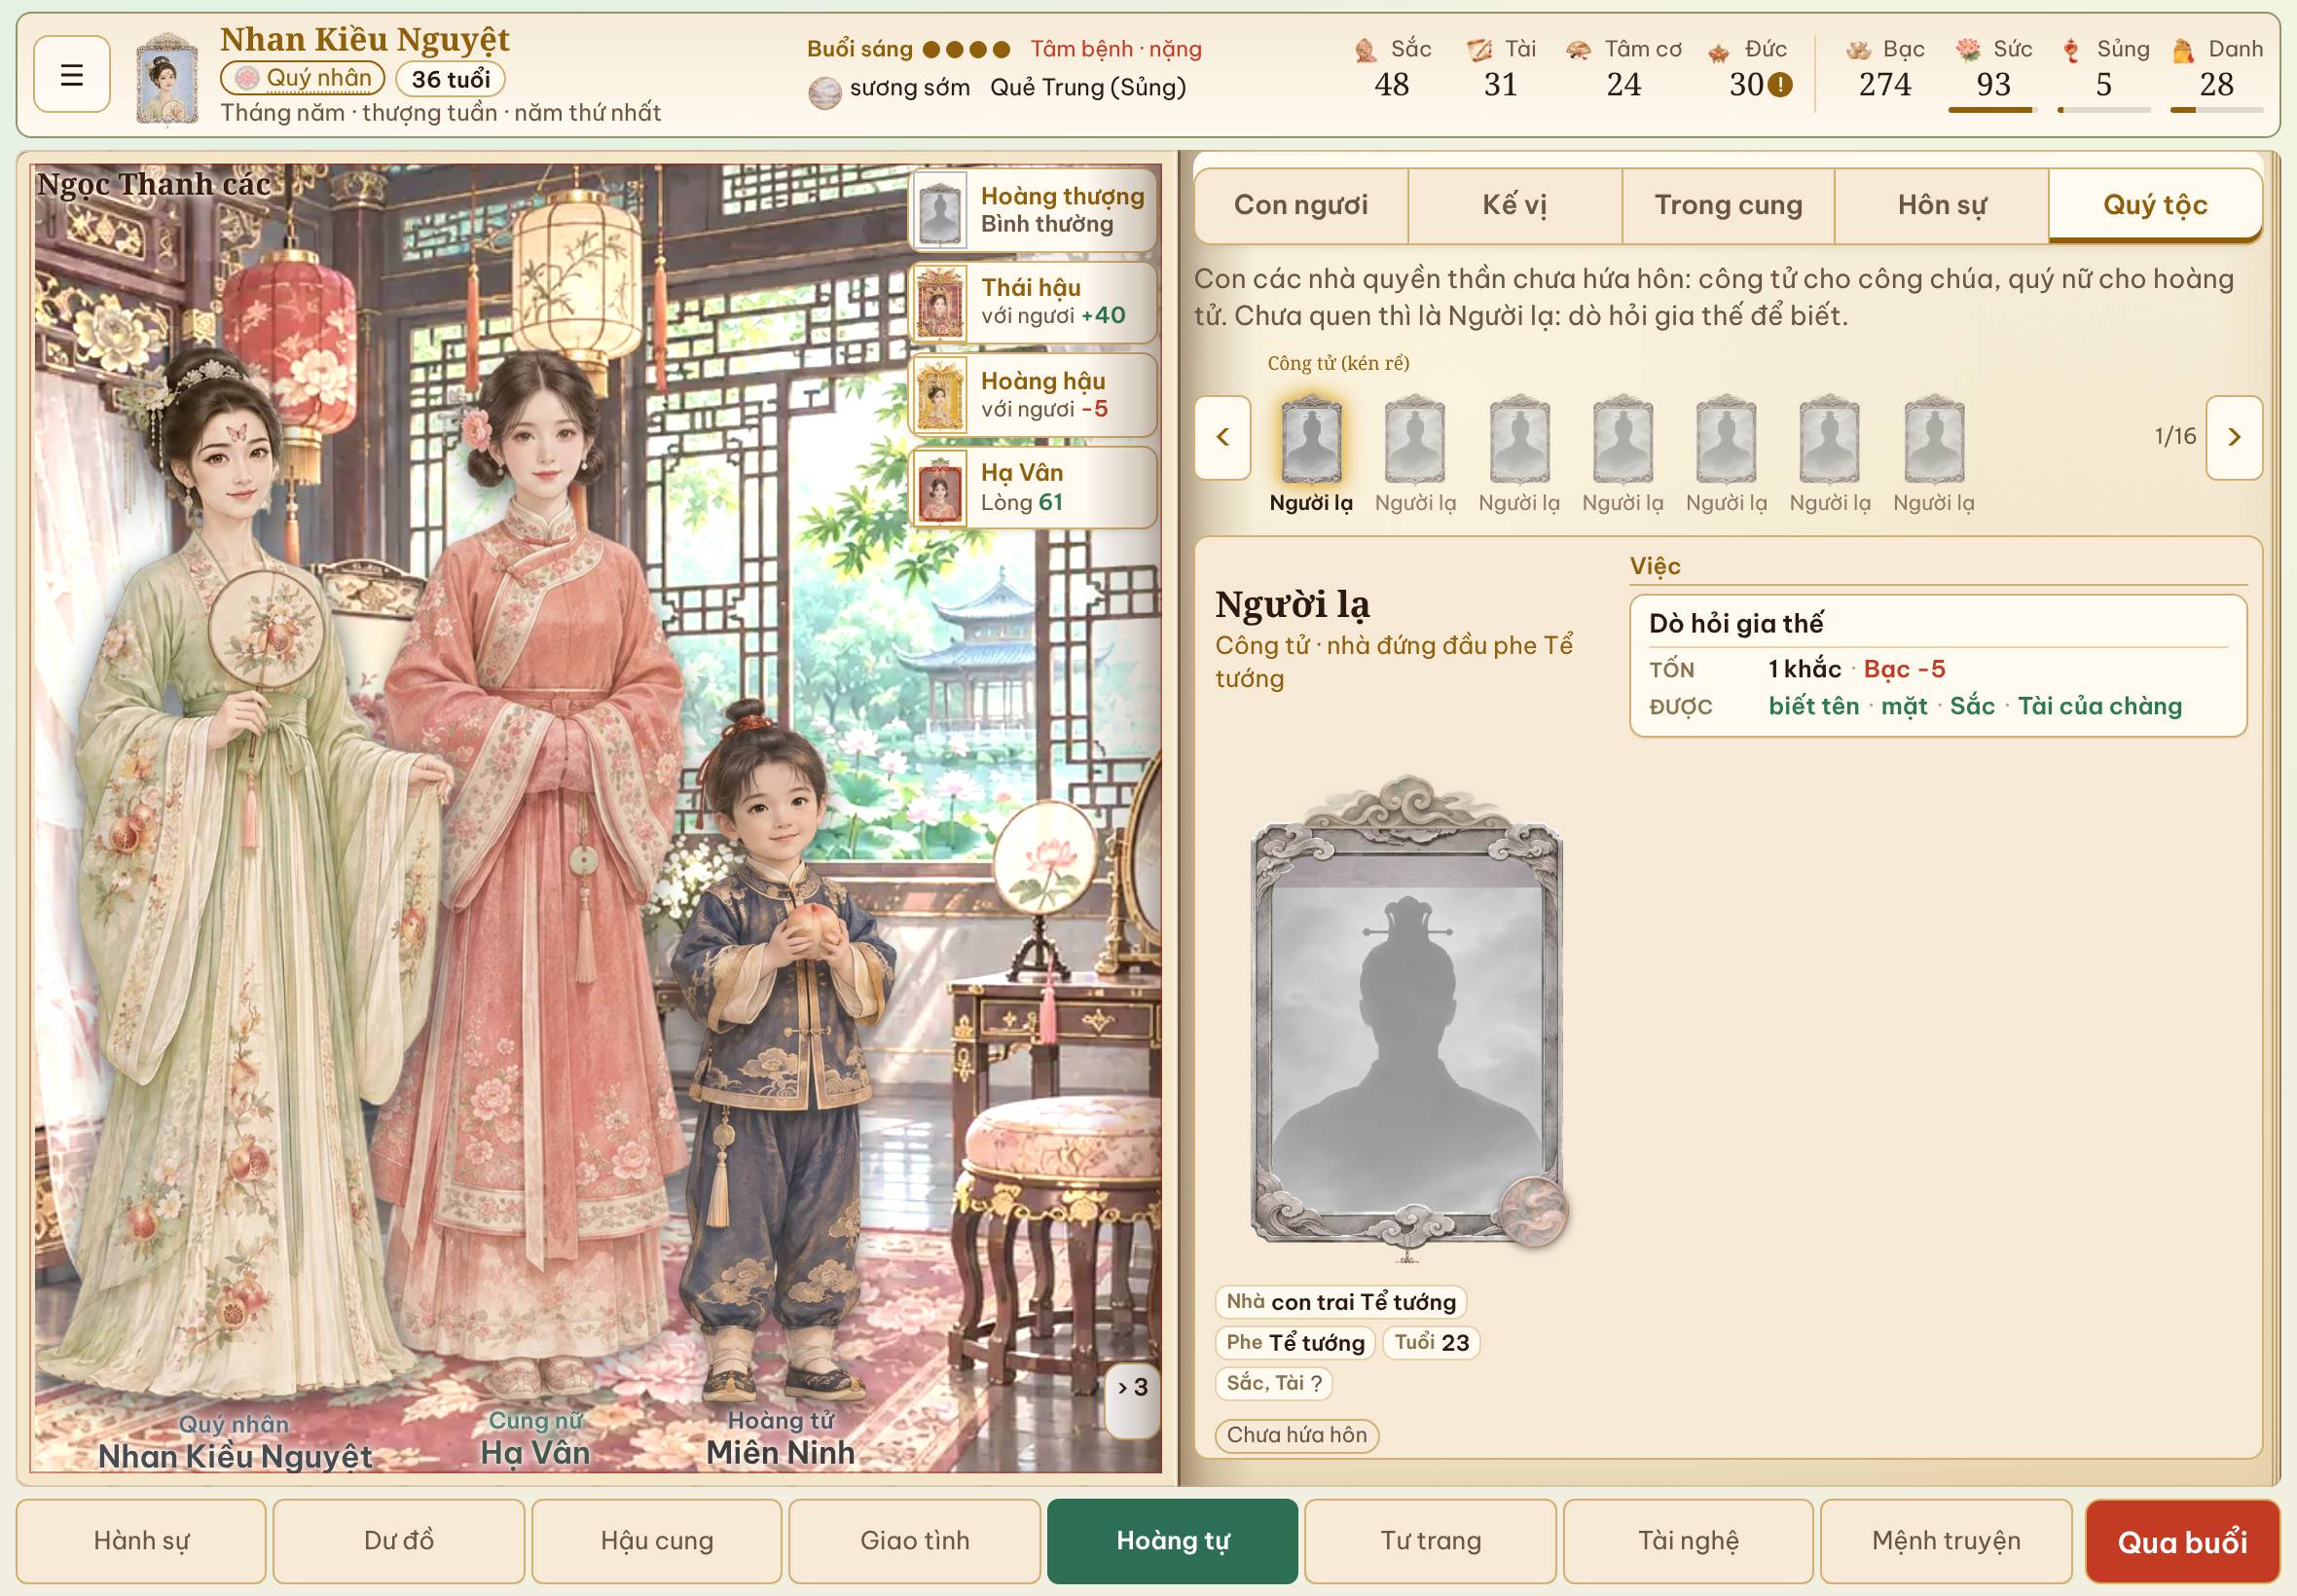 ☰
Nhan Kiều Nguyệt
Quý nhân
36 tuổi
Tháng năm · thượng tuần · năm thứ nhất
Buổi sáng
Tâm bệnh · nặng
sương sớm
Quẻ Trung (Sủng)
Sắc
48
Tài
31
Tâm cơ
24
Đức
30 !
Bạc
274
Sức
93
Sủng
5
Danh
28
Ngọc Thanh các
Hoàng thượng
Bình thường
Thái hậu
với ngươi +40
Hoàng hậu
với ngươi -5
Hạ Vân
Lòng 61
› 3
Quý nhân
Nhan Kiều Nguyệt
Cung nữ
Hạ Vân
Hoàng tử
Miên Ninh
Con ngươi
Kế vị
Trong cung
Hôn sự
Quý tộc
Con các nhà quyền thần chưa hứa hôn: công tử cho công chúa, quý nữ cho hoàng
tử. Chưa quen thì là Người lạ: dò hỏi gia thế để biết.
Công tử (kén rể)
‹
Người lạ
Người lạ
Người lạ
Người lạ
Người lạ
Người lạ
Người lạ
1/16
›
Người lạ
Công tử · nhà đứng đầu phe Tể
tướng
Nhà con trai Tể tướng
Phe Tể tướng
Tuổi 23
Sắc, Tài ?
Chưa hứa hôn
Việc
Dò hỏi gia thế
TỐN 1 khắc · Bạc -5
ĐƯỢC biết tên · mặt · Sắc · Tài của chàng
Hành sự
Dư đồ
Hậu cung
Giao tình
Hoàng tự
Tư trang
Tài nghệ
Mệnh truyện
Qua buổi